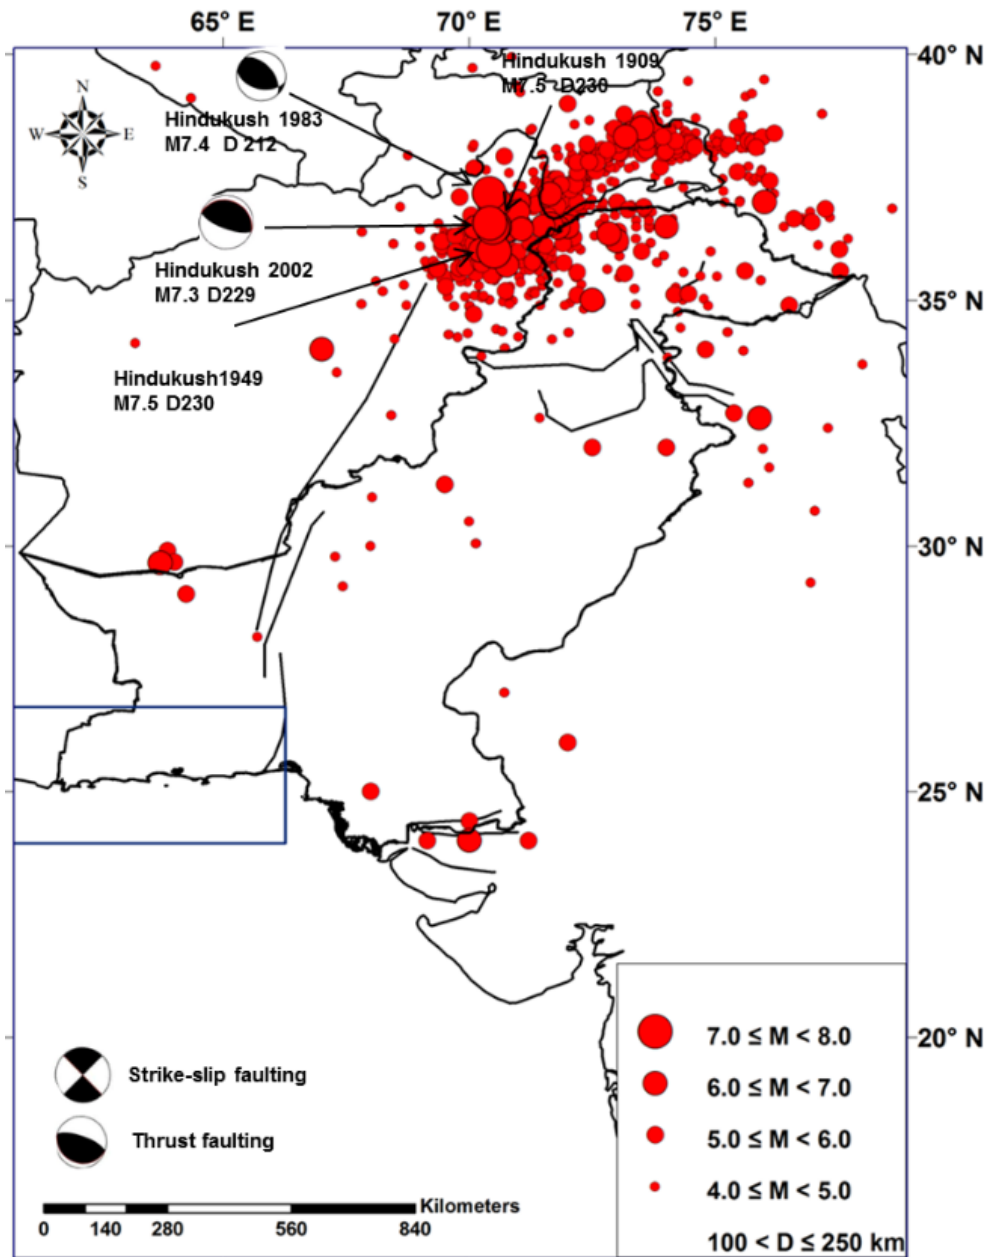 65° E 70° E 75° E
40° N
Hindukush 1909
M7.5 D230
N
W E
S
Hindukush 1983
M7.4 D 212
Hindukush 2002
M7.3 D229
35° N
Hindukush1949
M7.5 D230
30° N
25° N
20° N
Strike-slip faulting
Thrust faulting
Kilometers
0 140 280 560 840
7.0 ≤ M < 8.0
6.0 ≤ M < 7.0
5.0 ≤ M < 6.0
4.0 ≤ M < 5.0
100 < D ≤ 250 km